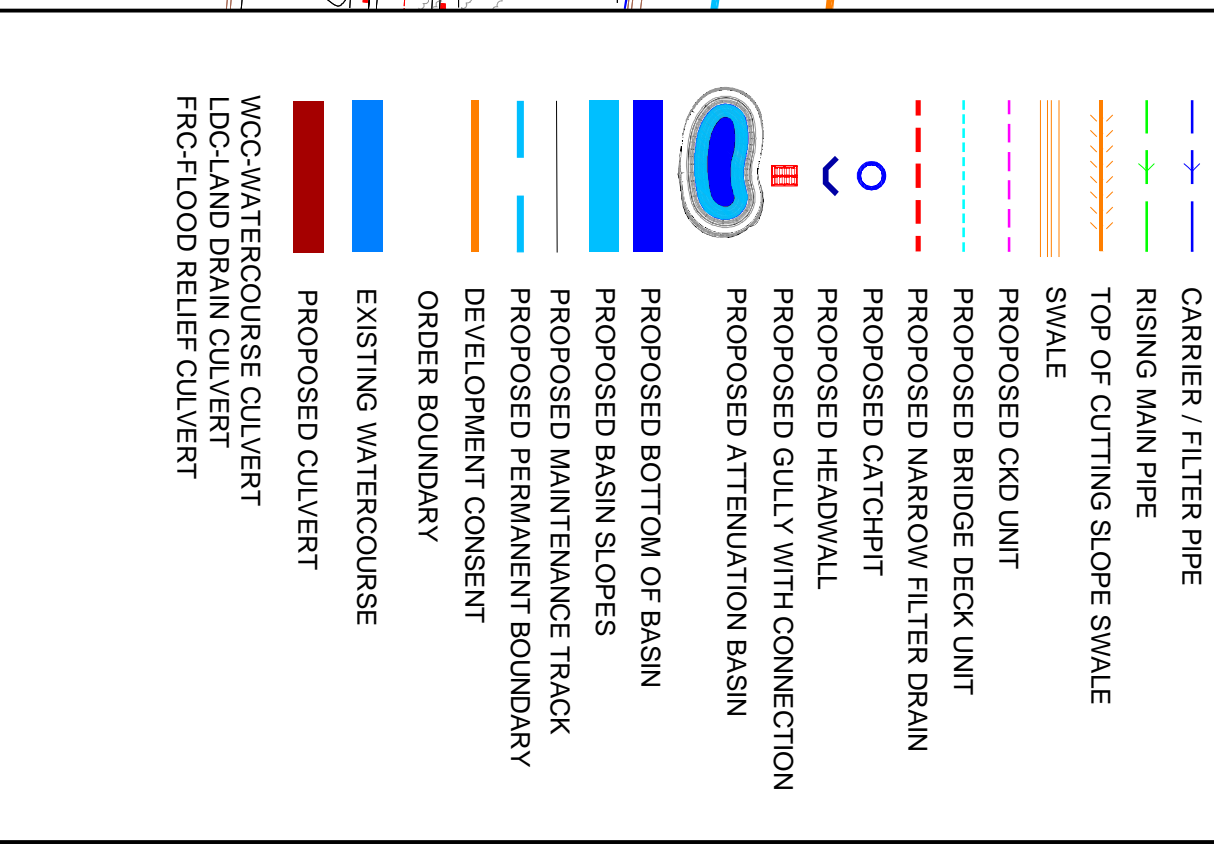 CARRIER / FILTER PIPE
RISING MAIN PIPE
TOP OF CUTTING SLOPE SWALE
SWALE
PROPOSED CKD UNIT
PROPOSED BRIDGE DECK UNIT
PROPOSED NARROW FILTER DRAIN
PROPOSED CATCHPIT
PROPOSED HEADWALL
PROPOSED GULLY WITH CONNECTION
PROPOSED ATTENUATION BASIN
PROPOSED BOTTOM OF BASIN
PROPOSED BASIN SLOPES
PROPOSED MAINTENANCE TRACK
PROPOSED PERMANENT BOUNDARY
DEVELOPMENT CONSENT
ORDER BOUNDARY
EXISTING WATERCOURSE
PROPOSED CULVERT
WCC-WATERCOURSE CULVERT
LDC-LAND DRAIN CULVERT
FRC-FLOOD RELIEF CULVERT